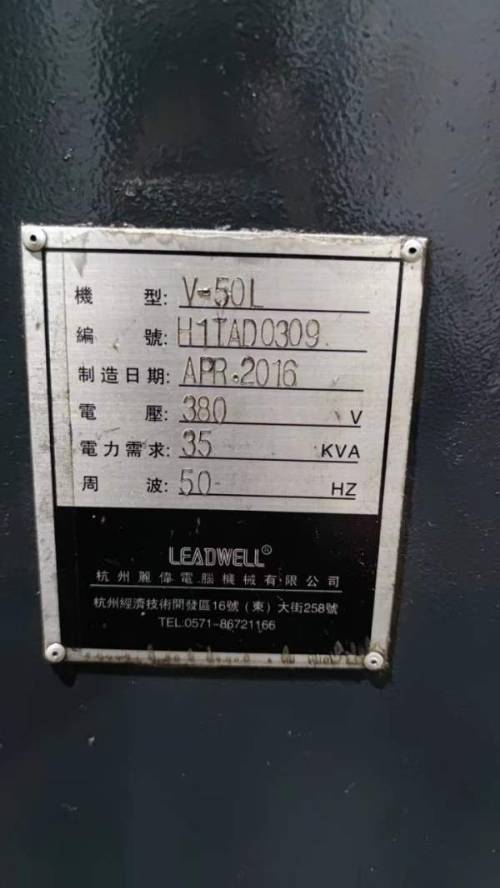 機型: V-50L
編號: H1TAD0309
制造日期: APR.2016
電壓: 380 V
電力需求: 35 KVA
周波: 50 HZ
LEADWELL®
杭州麗偉電腦機械有限公司
杭州經濟技術開發區16號（東）大街258號
TEL:0571-86721166